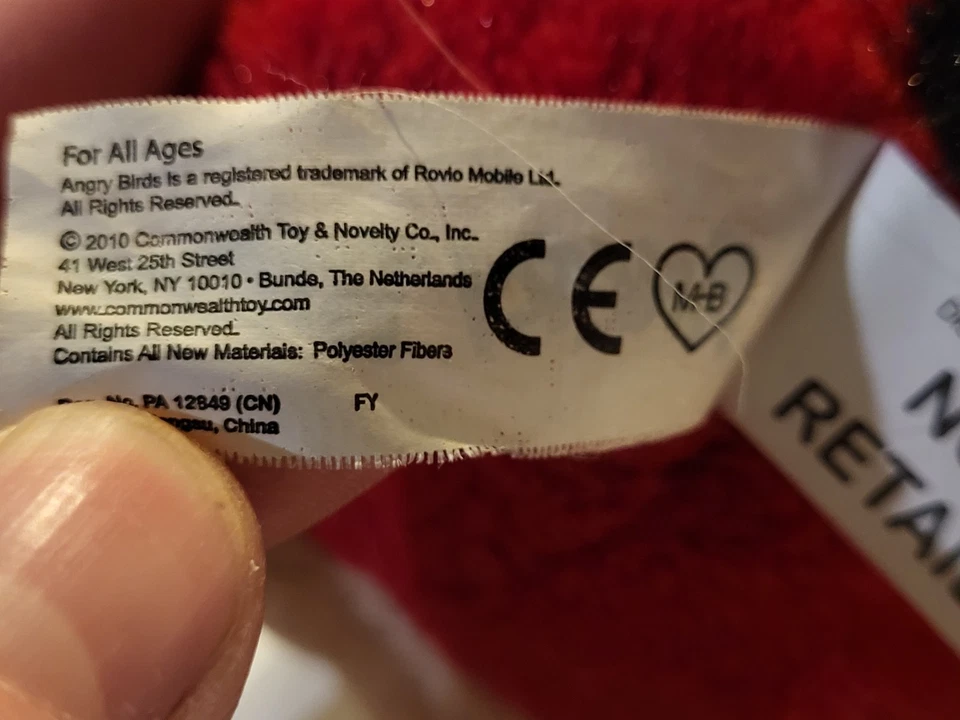 For All Ages
Angry Birds is a registered trademark of Rovio Mobile Ltd.
All Rights Reserved.
© 2010 Commonwealth Toy & Novelty Co., Inc.
41 West 25th Street
New York, NY 10010 • Bunde, The Netherlands
www.commonwealthtoy.com
All Rights Reserved.
Contains All New Materials: Polyester Fibers
No. PA 12849 (CN) FY
China
CE
M+B
RETAIL